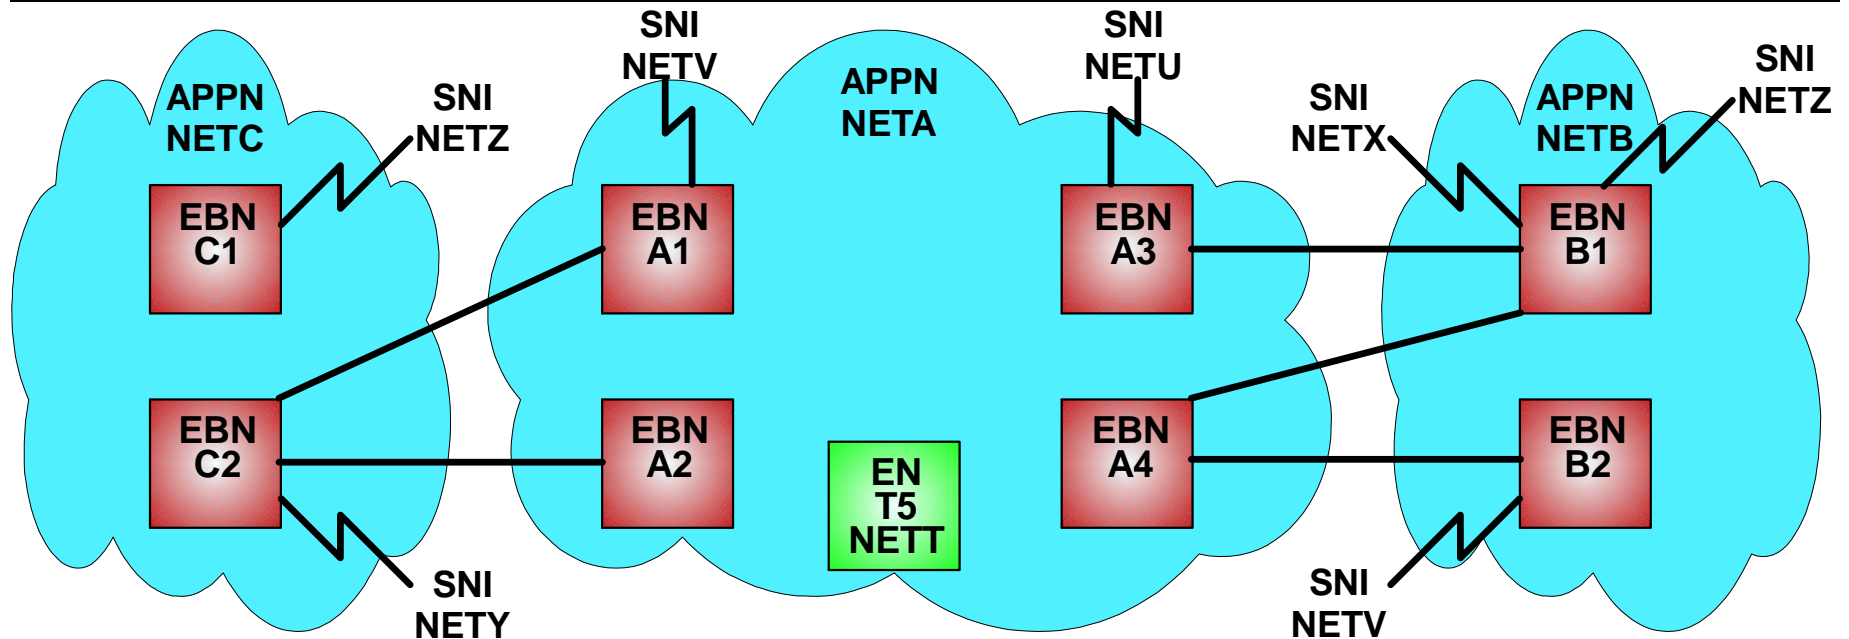 SNI
NETV
SNI
NETU
SNI
NETZ
APPN
NETC
SNI
NETZ
APPN
NETA
SNI
NETX
APPN
NETB
EBN
C1
EBN
A1
EBN
A3
EBN
B1
EBN
C2
EBN
A2
EN
T5
NETT
EBN
A4
EBN
B2
SNI
NETY
SNI
NETV